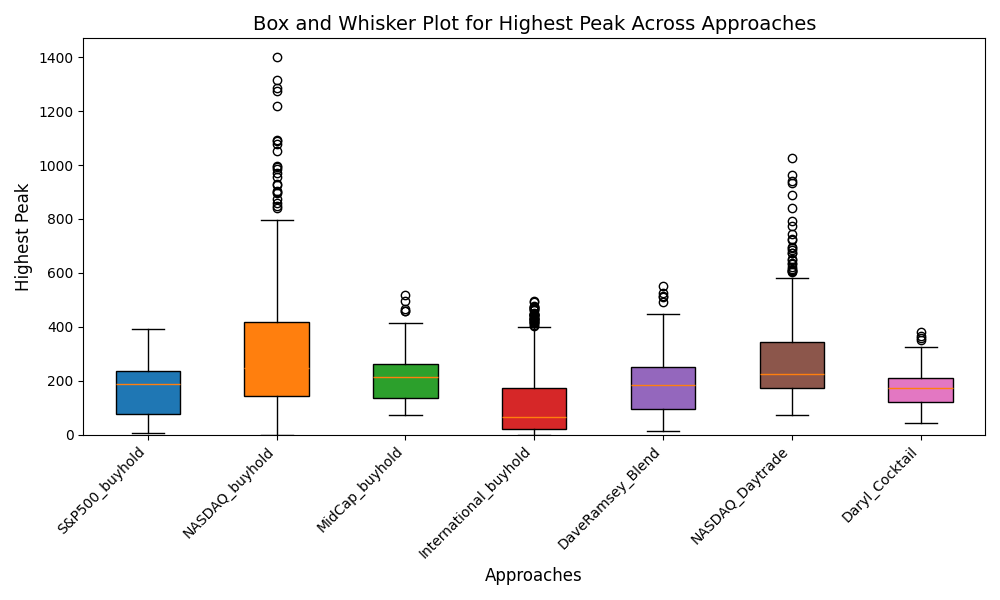 Box and Whisker Plot for Highest Peak Across Approaches
Highest Peak
1400
1200
1000
800
600
400
200
0
S&P500_buyhold
NASDAQ_buyhold
MidCap_buyhold
International_buyhold
DaveRamsey_Blend
NASDAQ_Daytrade
Daryl_Cocktail
Approaches